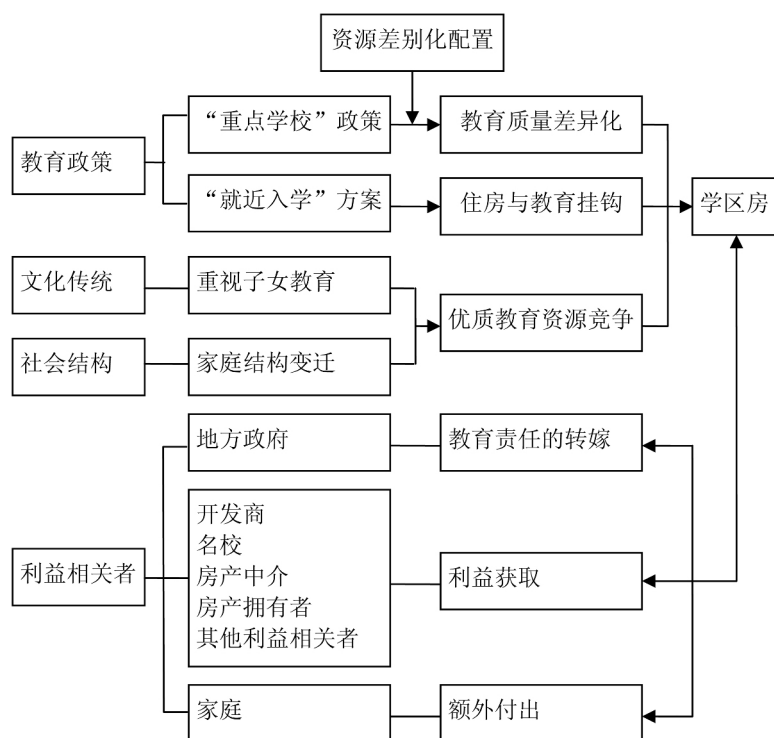 资源差别化配置
“重点学校”政策
教育质量差异化
教育政策
“就近入学”方案
住房与教育挂钩
学区房
文化传统
重视子女教育
优质教育资源竞争
社会结构
家庭结构变迁
地方政府
教育责任的转嫁
利益相关者
开发商
名校
房产中介
房产拥有者
其他利益相关者
利益获取
家庭
额外付出